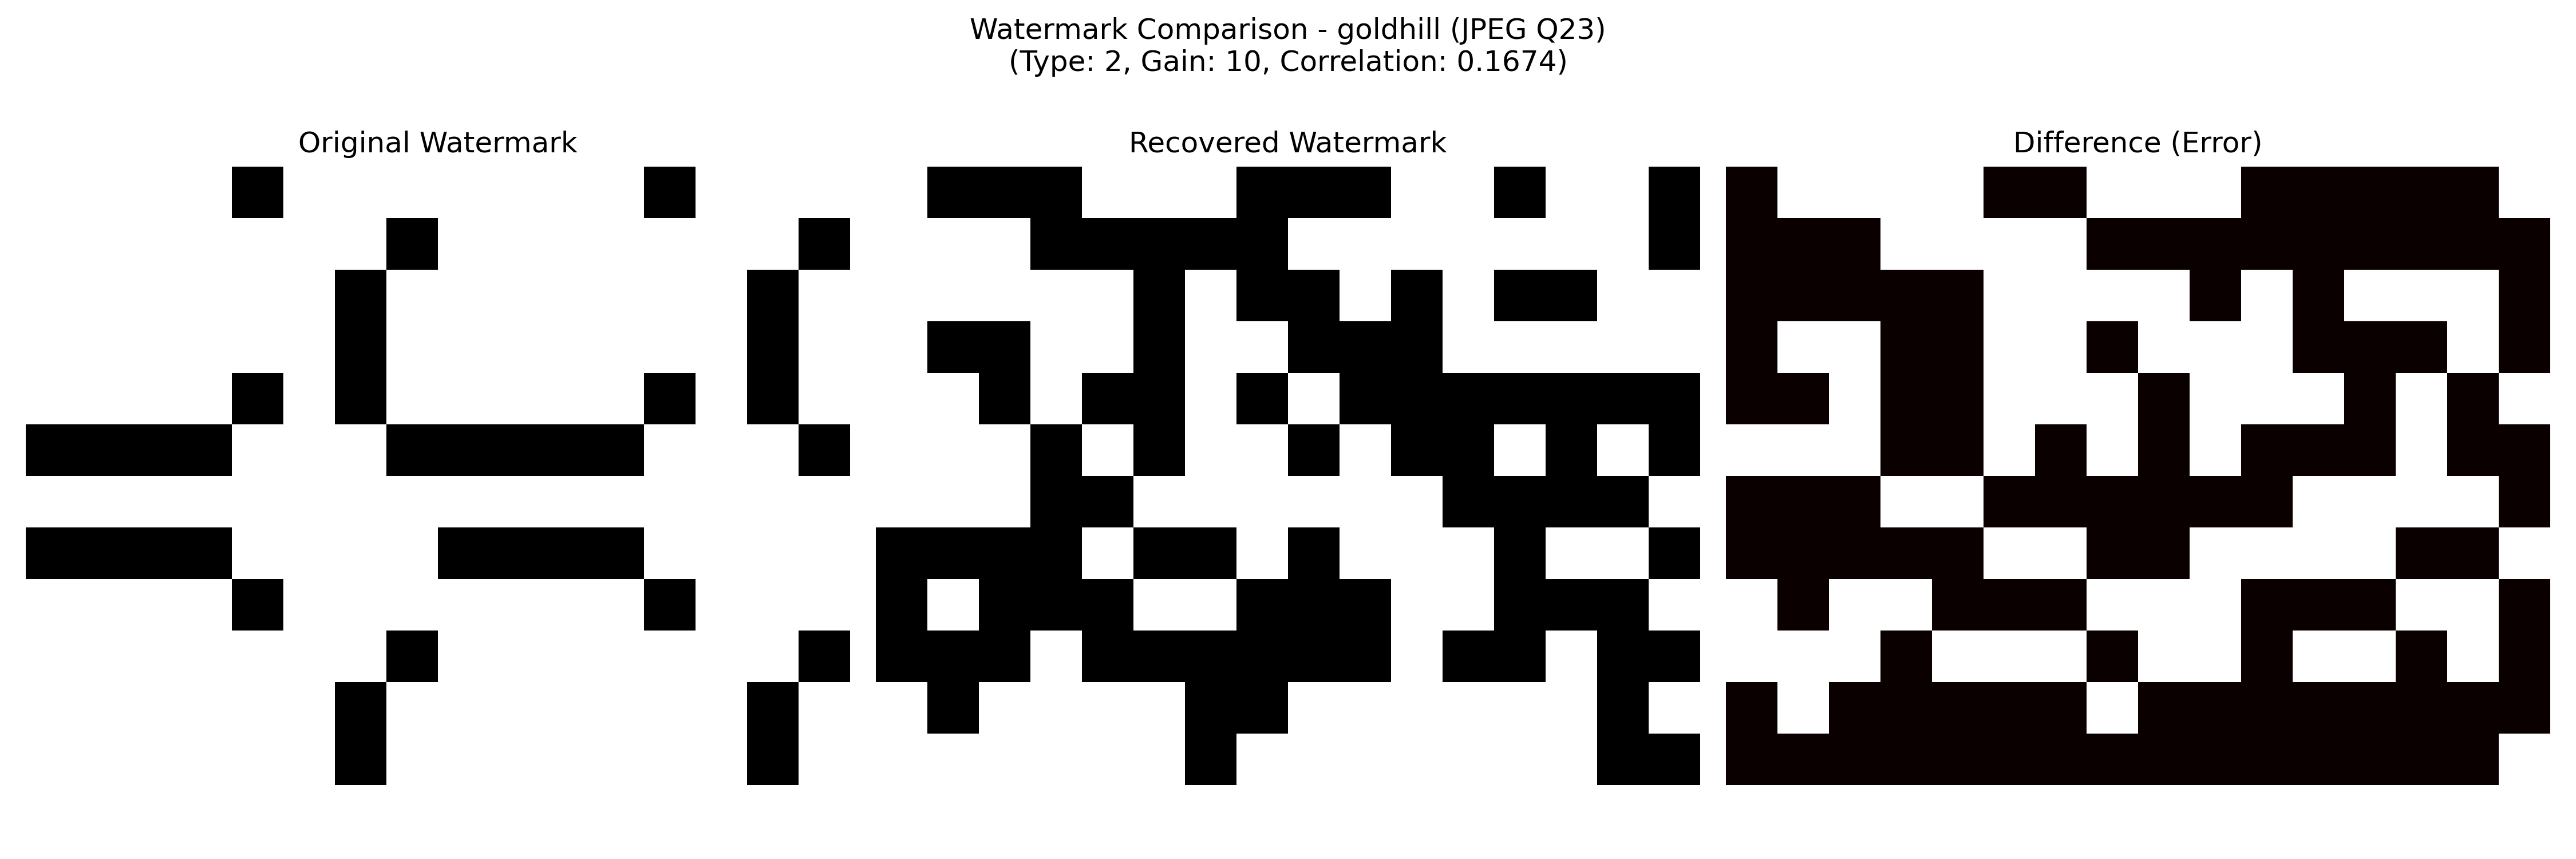 Watermark Comparison - goldhill (JPEG Q23)
(Type: 2, Gain: 10, Correlation: 0.1674)
Original Watermark
Recovered Watermark
Difference (Error)